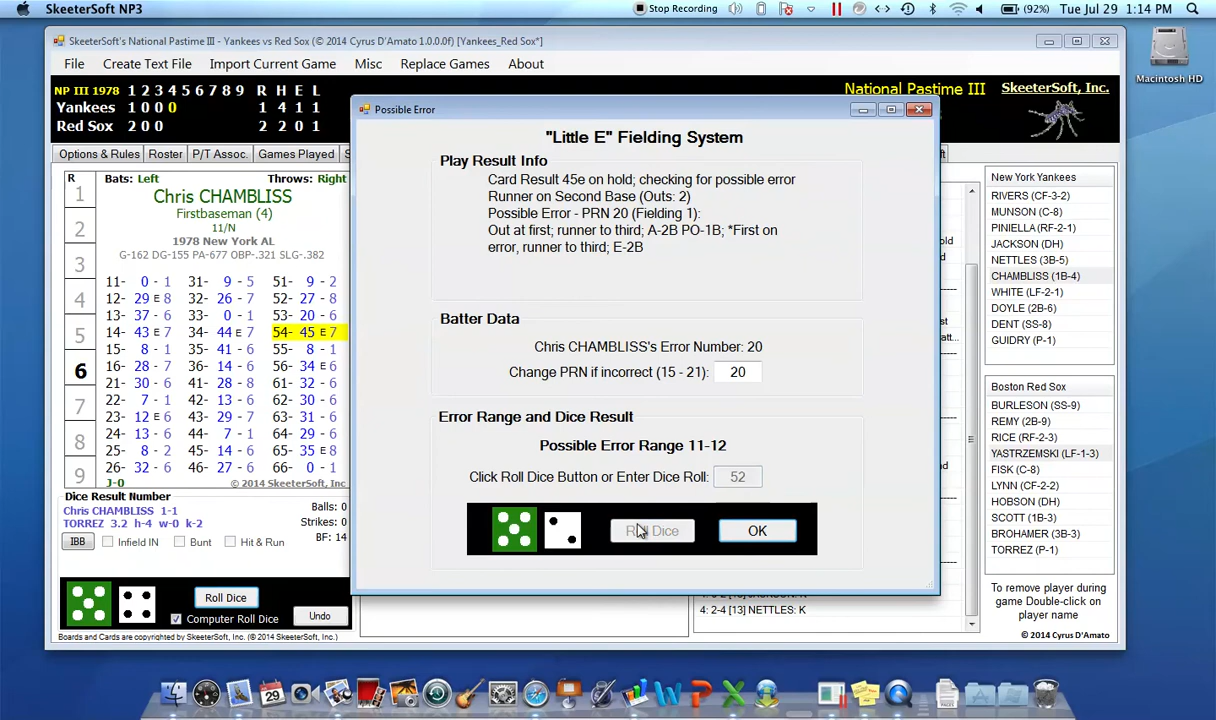 SkeeterSoft NP3
Stop Recording
(92%) Tue Jul 29 1:14 PM
SkeeterSoft's National Pastime III - Yankees vs Red Sox (© 2014 Cyrus D'Amato 1.0.0.0f) [Yankees_Red Sox*]
File Create Text File Import Current Game Misc Replace Games About
NP III 1978 1 2 3 4 5 6 7 8 9 R H E L
Yankees 1 0 0 0 1 4 1 1
Red Sox 2 0 0 2 2 0 1
National Pastime III SkeeterSoft, Inc.
Options & Rules Roster P/T Assoc. Games Played
R
1
2
3
4
5
6
7
8
9
Bats: Left Throws: Right
Chris CHAMBLISS
Firstbaseman (4)
11/N
1978 New York AL
G-162 DG-155 PA-677 OBP-.321 SLG-.382
11- 0 - 1 31- 9 - 5 51- 9 - 2
12- 29 E 8 32- 26 - 7 52- 27 - 8
13- 37 - 6 33- 8 - 7 53- 20 - 6
14- 43 E 7 34- 44 E 7 54- 45 E 7
15- 8 - 1 35- 41 - 6 55- 8 - 1
16- 28 - 7 36- 24 - 6 56- 34 E 6
21- 30 - 6 41- 28 - 8 61- 32 - 6
22- 7 - 1 42- 13 - 6 62- 30 - 6
23- 12 E 6 43- 29 - 7 63- 31 - 6
24- 13 - 6 44- 7 - 1 64- 29 - 6
25- 8 - 2 45- 14 - 6 65- 35 E 8
26- 32 - 6 46- 27 - 6 66- 0 - 1
J-0 © 2014 SkeeterSoft, Inc.
Dice Result Number
Chris CHAMBLISS 1-1
TORREZ 3.2 h-4 w-0 k-2
Balls: 0
Strikes: 0
BF: 14
IBB Infield IN Bunt Hit & Run
Roll Dice
Computer Roll Dice Undo
Boards and Cards are copyrighted by SkeeterSoft, Inc. (© 2014 SkeeterSoft, Inc.)
Possible Error
"Little E" Fielding System
Play Result Info
Card Result 45e on hold; checking for possible error
Runner on Second Base (Outs: 2)
Possible Error - PRN 20 (Fielding 1):
Out at first; runner to third; A-2B PO-1B; *First on
error, runner to third; E-2B
Batter Data
Chris CHAMBLISS's Error Number: 20
Change PRN if incorrect (15 - 21): 20
Error Range and Dice Result
Possible Error Range 11-12
Click Roll Dice Button or Enter Dice Roll: 52
Roll Dice OK
4: 2-4 [13] NETTLES: K
New York Yankees
RIVERS (CF-3-2)
MUNSON (C-8)
PINIELLA (RF-2-1)
JACKSON (DH)
NETTLES (3B-5)
CHAMBLISS (1B-4)
WHITE (LF-2-1)
DOYLE (2B-6)
DENT (SS-8)
GUIDRY (P-1)
Boston Red Sox
BURLESON (SS-9)
REMY (2B-9)
RICE (RF-2-3)
YASTRZEMSKI (LF-1-3)
FISK (C-8)
LYNN (CF-2-2)
HOBSON (DH)
SCOTT (1B-3)
BROHAMER (3B-3)
TORREZ (P-1)
To remove player during
game Double-click on
player name
© 2014 Cyrus D'Amato
Macintosh HD